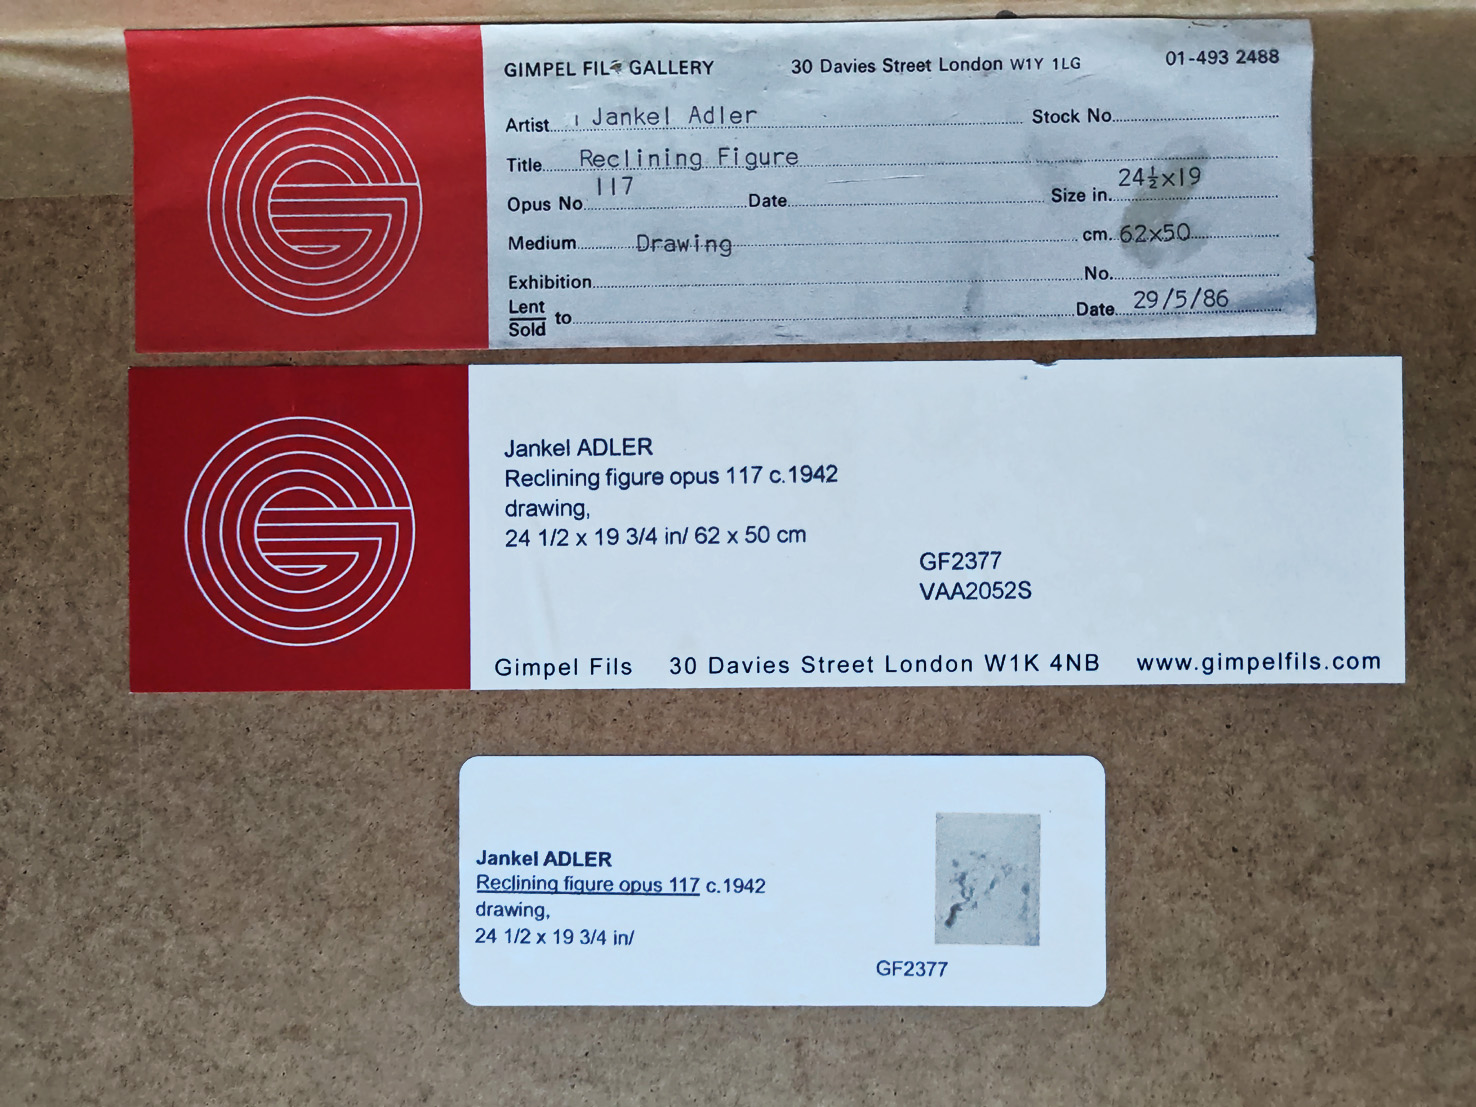 GIMPEL FILS GALLERY 30 Davies Street London W1Y 1LG 01-493 2488
Artist Jankel Adler Stock No.
Title Reclining Figure
Opus No. 117 Date Size in. 24½x19
Medium Drawing cm. 62x50
Exhibition No.
Lent
Sold to Date 29/5/86
Jankel ADLER
Reclining figure opus 117 c.1942
drawing,
24 1/2 x 19 3/4 in/ 62 x 50 cm
GF2377
VAA2052S
Gimpel Fils 30 Davies Street London W1K 4NB www.gimpelfils.com
Jankel ADLER
Reclining figure opus 117 c.1942
drawing,
24 1/2 x 19 3/4 in/
GF2377